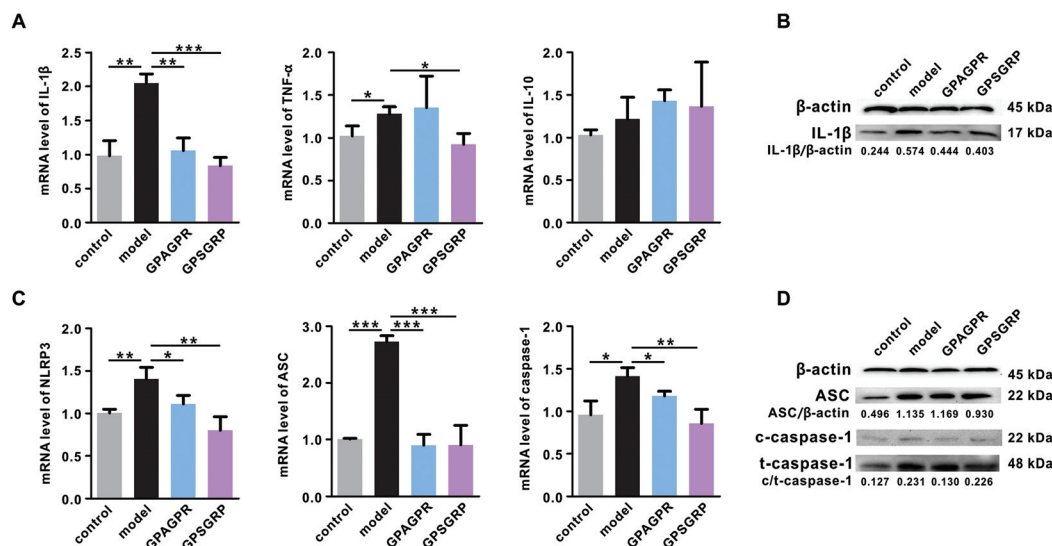 A
mRNA level of IL-1β
2.5
2.0
1.5
1.0
0.5
0.0
** ** ***
control model GPAGPR GPSGRP
mRNA level of TNF-α
2.0
1.5
1.0
0.5
0.0
* *
control model GPAGPR GPSGRP
mRNA level of IL-10
2.0
1.5
1.0
0.5
0.0
control model GPAGPR GPSGRP
B
control model GPAGPR GPSGRP
β-actin 45 kDa
IL-1β 17 kDa
IL-1β/β-actin 0.244 0.574 0.444 0.403
C
mRNA level of NLRP3
2.0
1.5
1.0
0.5
0.0
** * **
control model GPAGPR GPSGRP
mRNA level of ASC
3.0
2.0
1.0
0.0
*** *** ***
control model GPAGPR GPSGRP
mRNA level of caspase-1
2.0
1.5
1.0
0.5
0.0
* * **
control model GPAGPR GPSGRP
D
control model GPAGPR GPSGRP
β-actin 45 kDa
ASC 22 kDa
ASC/β-actin 0.496 1.135 1.169 0.930
c-caspase-1 22 kDa
t-caspase-1 48 kDa
c/t-caspase-1 0.127 0.231 0.130 0.226